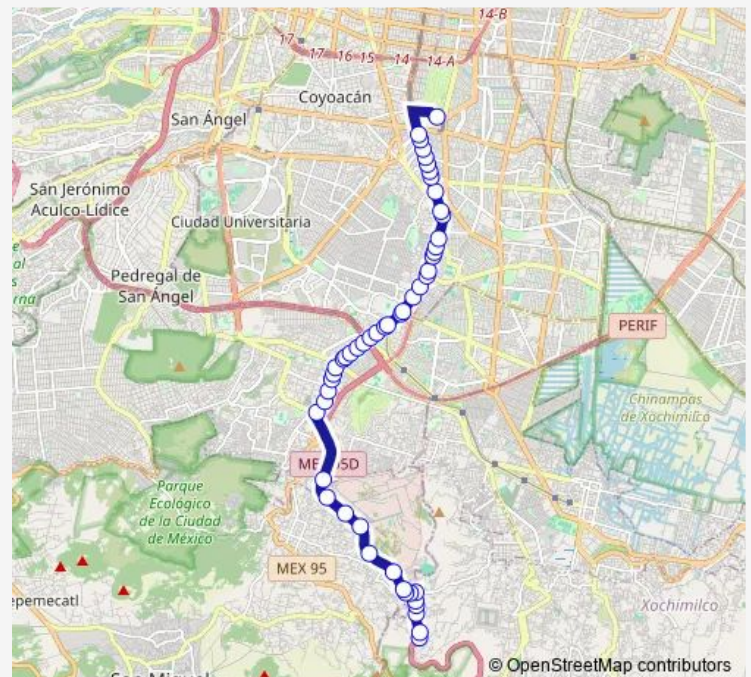 14-B
17
17
16
15
14
14-A
Coyoacán
San Ángel
San Jerónimo
Aculco-Lídice
Ciudad Universitaria
Pedregal de
San Ángel
PERIF
Chinampas
de Xochimilco
Parque
Ecológico
de la Ciudad
de México
MEX 95
epemecatl
Xochimilco
© OpenStreetMap contributors